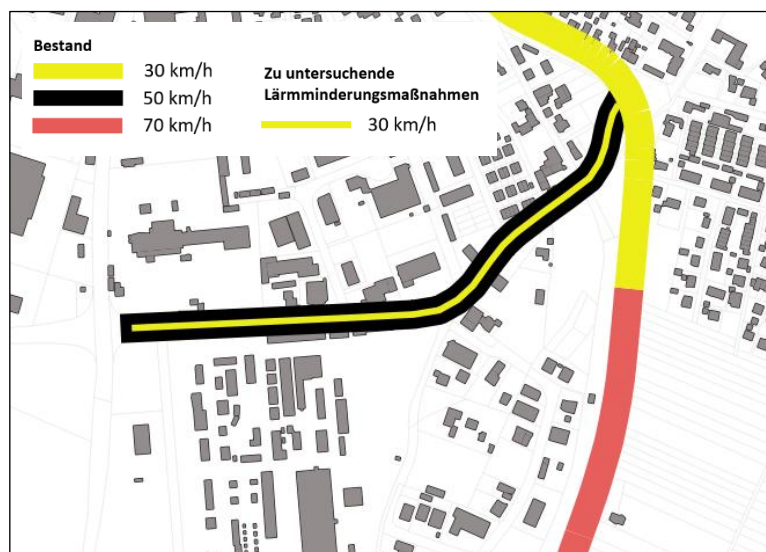 Bestand
30 km/h
50 km/h
70 km/h
Zu untersuchende
Lärmminderungsmaßnahmen
30 km/h